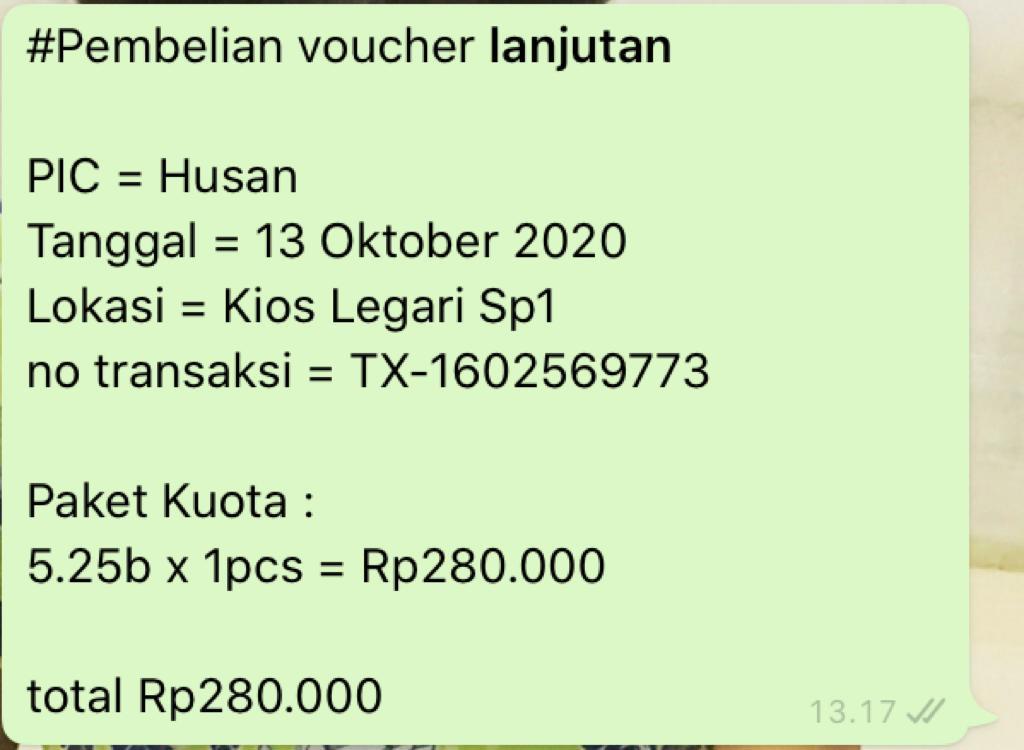 #Pembelian voucher lanjutan
PIC = Husan
Tanggal = 13 Oktober 2020
Lokasi = Kios Legari Sp1
no transaksi = TX-1602569773
Paket Kuota :
5.25b x 1pcs = Rp280.000
total Rp280.000
13.17